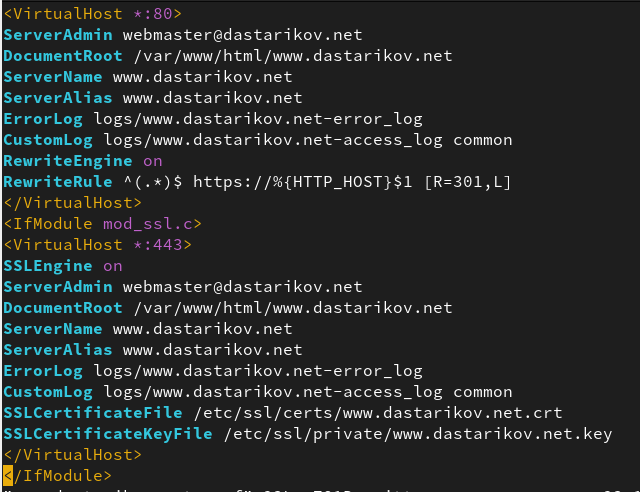 <VirtualHost *:80>
ServerAdmin webmaster@dastarikov.net
DocumentRoot /var/www/html/www.dastarikov.net
ServerName www.dastarikov.net
ServerAlias www.dastarikov.net
ErrorLog logs/www.dastarikov.net-error_log
CustomLog logs/www.dastarikov.net-access_log common
RewriteEngine on
RewriteRule ^(.*)$ https://%{HTTP_HOST}$1 [R=301,L]
</VirtualHost>
<IfModule mod_ssl.c>
<VirtualHost *:443>
SSLEngine on
ServerAdmin webmaster@dastarikov.net
DocumentRoot /var/www/html/www.dastarikov.net
ServerName www.dastarikov.net
ServerAlias www.dastarikov.net
ErrorLog logs/www.dastarikov.net-error_log
CustomLog logs/www.dastarikov.net-access_log common
SSLCertificateFile /etc/ssl/certs/www.dastarikov.net.crt
SSLCertificateKeyFile /etc/ssl/private/www.dastarikov.net.key
</VirtualHost>
</IfModule>